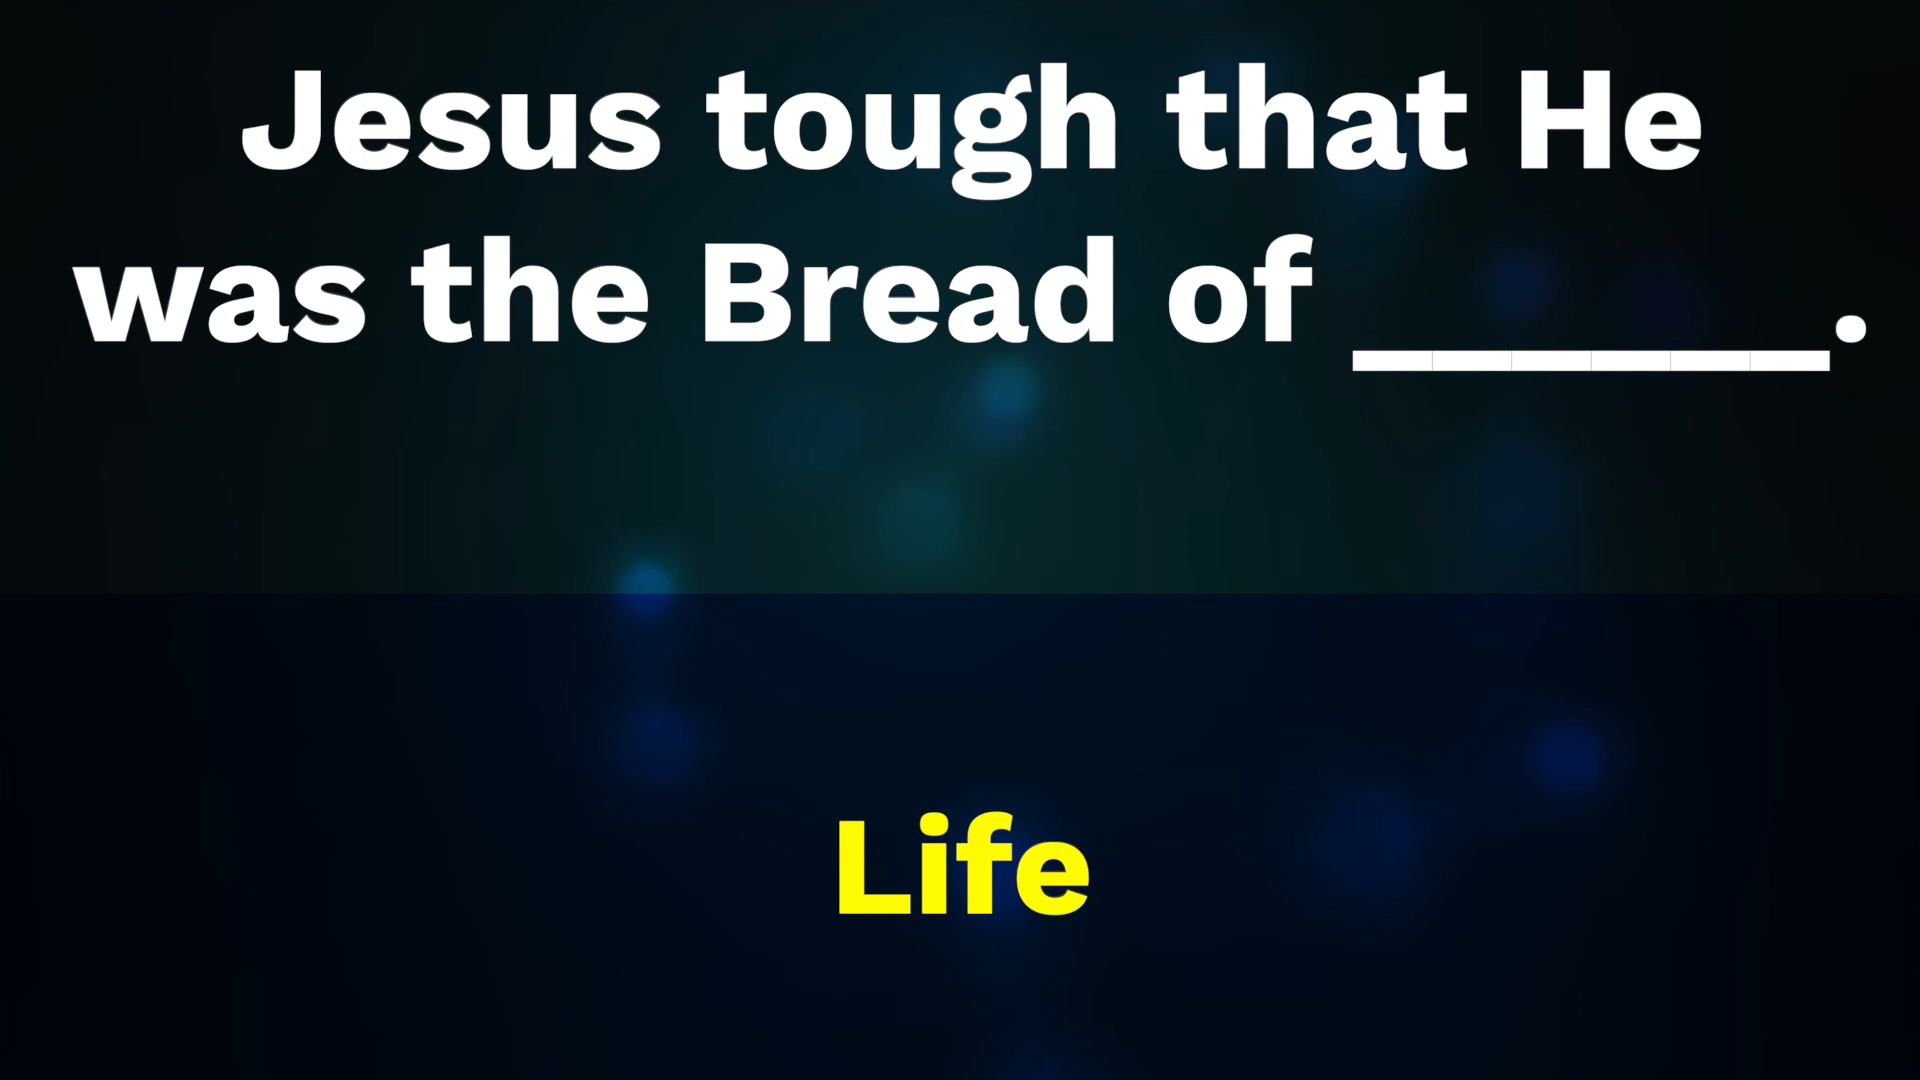 Jesus tough that He
was the Bread of ______.
Life